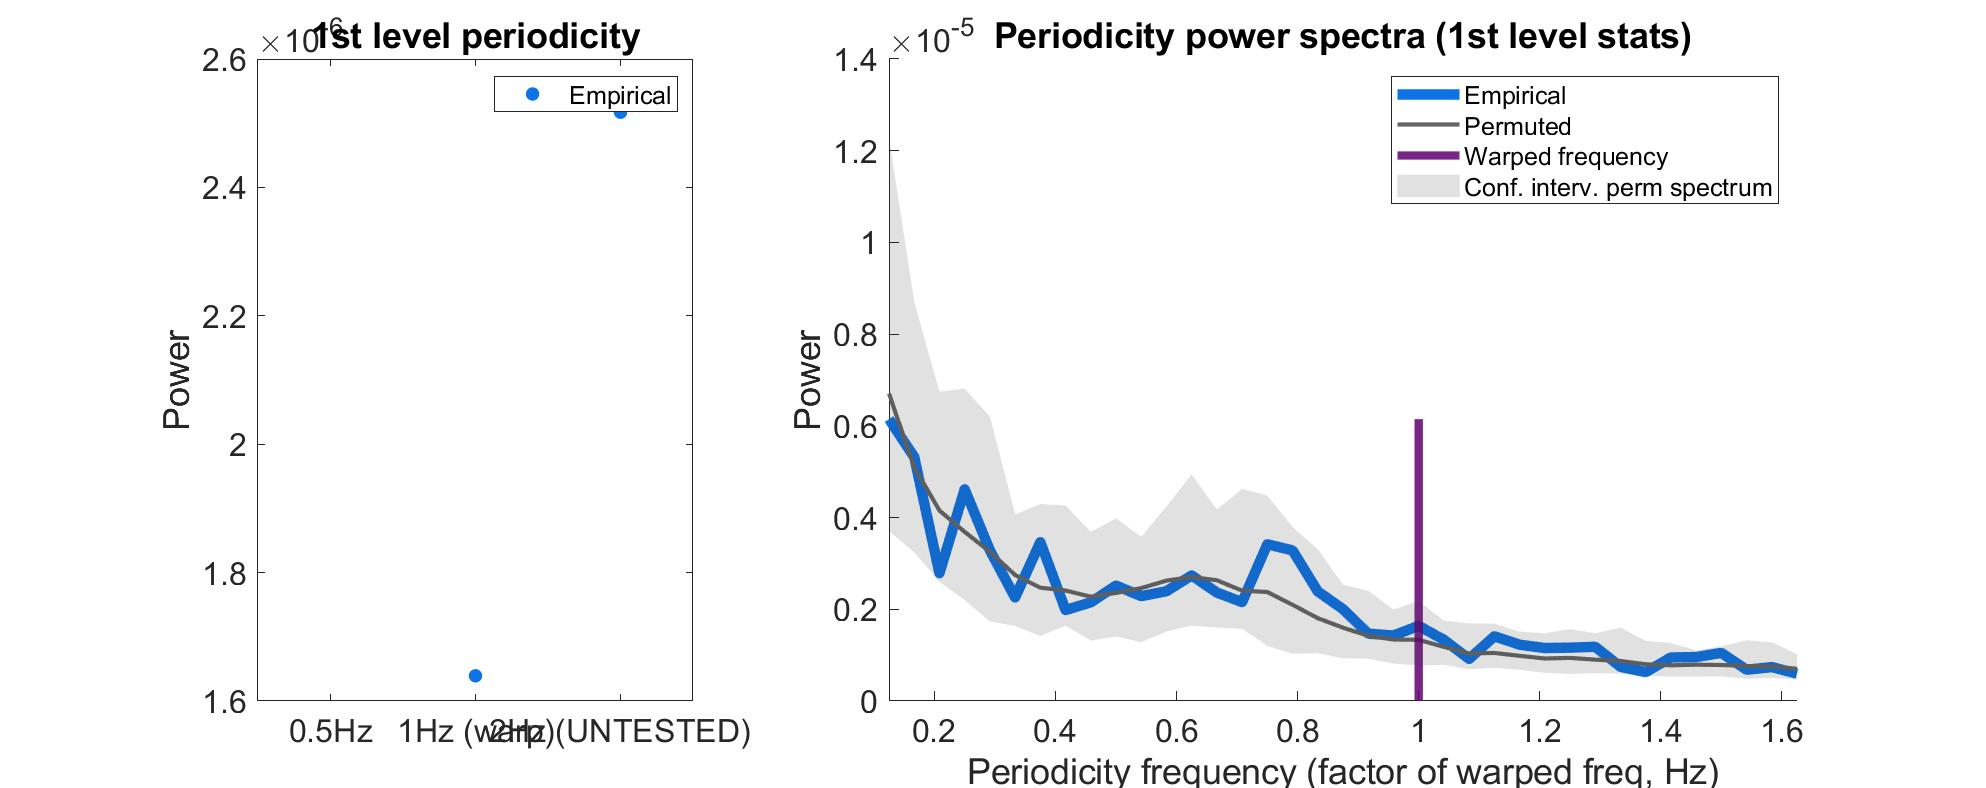 1st level periodicity
×10-6
2.6
2.4
2.2
2
1.8
1.6
Power
Empirical
0.5Hz
1Hz (warp)
2Hz (UNTESTED)
Periodicity power spectra (1st level stats)
×10-5
1.4
1.2
1
0.8
0.6
0.4
0.2
0
Power
Empirical
Permuted
Warped frequency
Conf. interv. perm spectrum
0.2 0.4 0.6 0.8 1 1.2 1.4 1.6
Periodicity frequency (factor of warped freq, Hz)